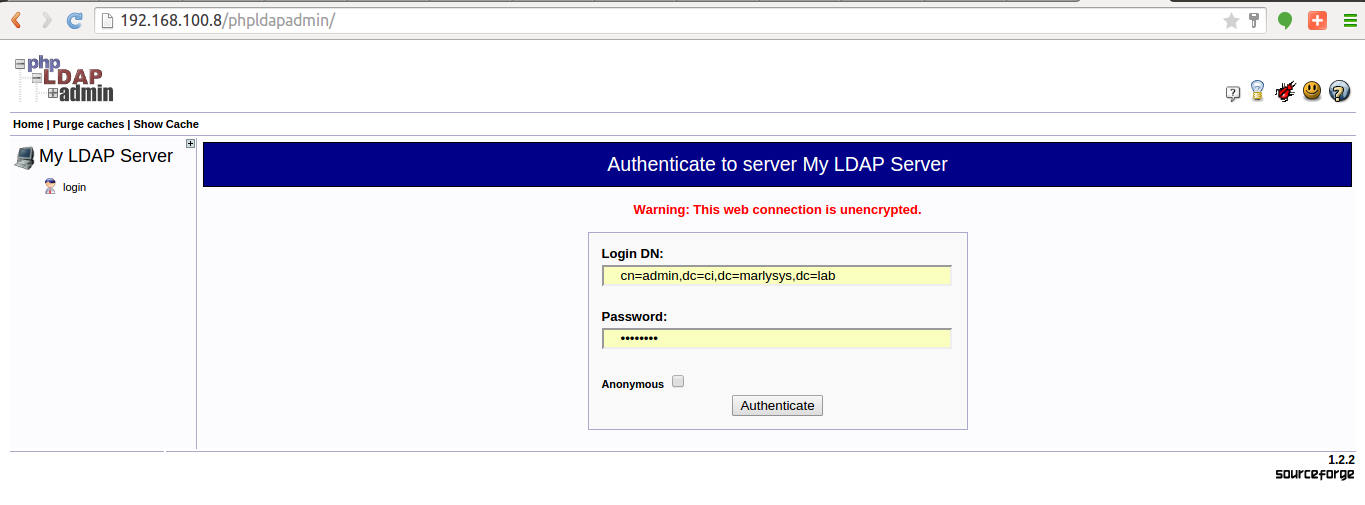 192.168.100.8/phpldapadmin/
php
LDAP
admin
Home | Purge caches | Show Cache
My LDAP Server
login
Authenticate to server My LDAP Server
Warning: This web connection is unencrypted.
Login DN:
cn=admin,dc=ci,dc=marlysys,dc=lab
Password:
••••••••
Anonymous
Authenticate
1.2.2
sourceforge